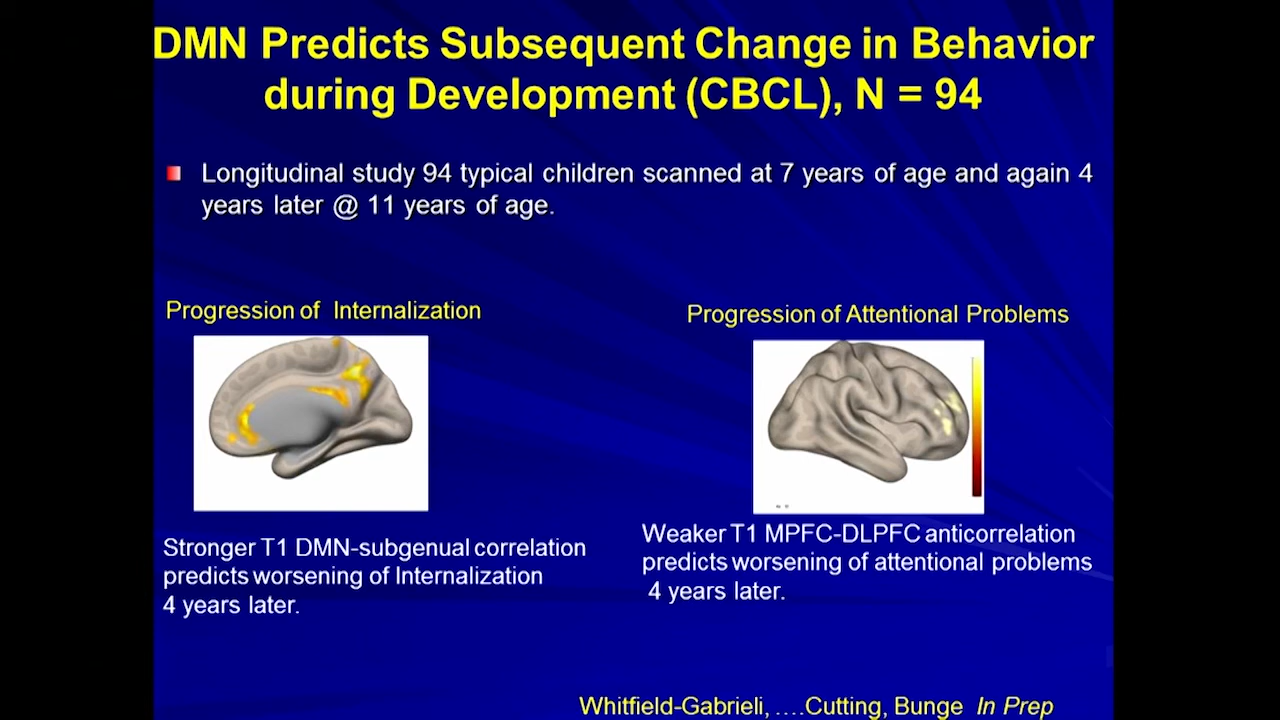 DMN Predicts Subsequent Change in Behavior
during Development (CBCL), N = 94
Longitudinal study 94 typical children scanned at 7 years of age and again 4
years later @ 11 years of age.
Progression of Internalization
Progression of Attentional Problems
Stronger T1 DMN-subgenual correlation
predicts worsening of Internalization
4 years later.
Weaker T1 MPFC-DLPFC anticorrelation
predicts worsening of attentional problems
4 years later.
Whitfield-Gabrieli, ....Cutting, Bunge In Prep